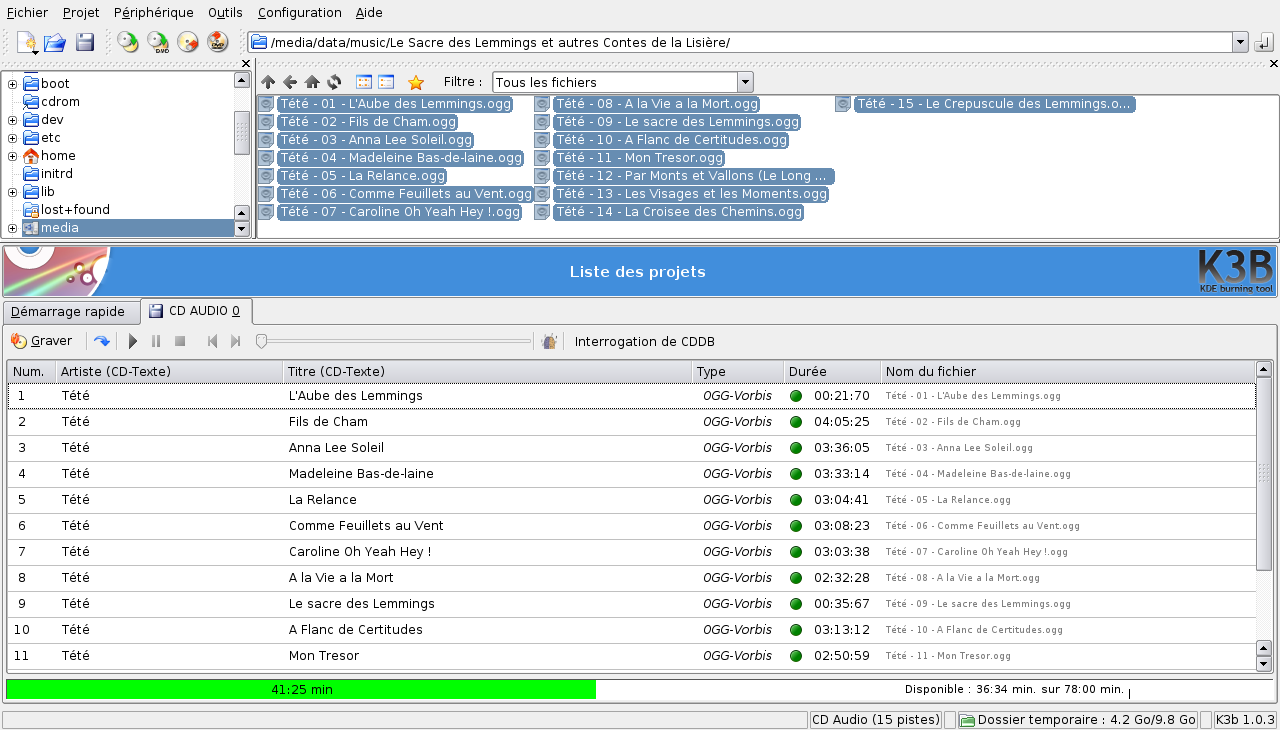 Fichier Projet Périphérique Outils Configuration Aide
/media/data/music/Le Sacre des Lemmings et autres Contes de la Lisière/
Filtre : Tous les fichiers
boot
cdrom
dev
etc
home
initrd
lib
lost+found
media
Tété - 01 - L'Aube des Lemmings.ogg
Tété - 02 - Fils de Cham.ogg
Tété - 03 - Anna Lee Soleil.ogg
Tété - 04 - Madeleine Bas-de-laine.ogg
Tété - 05 - La Relance.ogg
Tété - 06 - Comme Feuillets au Vent.ogg
Tété - 07 - Caroline Oh Yeah Hey !.ogg
Tété - 08 - A la Vie a la Mort.ogg
Tété - 09 - Le sacre des Lemmings.ogg
Tété - 10 - A Flanc de Certitudes.ogg
Tété - 11 - Mon Tresor.ogg
Tété - 12 - Par Monts et Vallons (Le Long ...
Tété - 13 - Les Visages et les Moments.ogg
Tété - 14 - La Croisee des Chemins.ogg
Tété - 15 - Le Crepuscule des Lemmings.o...
Liste des projets
K3B
KDE burning tool
Démarrage rapide CD AUDIO 0
Graver Interrogation de CDDB
Num. Artiste (CD-Texte) Titre (CD-Texte) Type Durée Nom du fichier
1 Tété L'Aube des Lemmings OGG-Vorbis 00:21:70 Tété - 01 - L'Aube des Lemmings.ogg
2 Tété Fils de Cham OGG-Vorbis 04:05:25 Tété - 02 - Fils de Cham.ogg
3 Tété Anna Lee Soleil OGG-Vorbis 03:36:05 Tété - 03 - Anna Lee Soleil.ogg
4 Tété Madeleine Bas-de-laine OGG-Vorbis 03:33:14 Tété - 04 - Madeleine Bas-de-laine.ogg
5 Tété La Relance OGG-Vorbis 03:04:41 Tété - 05 - La Relance.ogg
6 Tété Comme Feuillets au Vent OGG-Vorbis 03:08:23 Tété - 06 - Comme Feuillets au Vent.ogg
7 Tété Caroline Oh Yeah Hey ! OGG-Vorbis 03:03:38 Tété - 07 - Caroline Oh Yeah Hey !.ogg
8 Tété A la Vie a la Mort OGG-Vorbis 02:32:28 Tété - 08 - A la Vie a la Mort.ogg
9 Tété Le sacre des Lemmings OGG-Vorbis 00:35:67 Tété - 09 - Le sacre des Lemmings.ogg
10 Tété A Flanc de Certitudes OGG-Vorbis 03:13:12 Tété - 10 - A Flanc de Certitudes.ogg
11 Tété Mon Tresor OGG-Vorbis 02:50:59 Tété - 11 - Mon Tresor.ogg
41:25 min Disponible : 36:34 min. sur 78:00 min.
CD Audio (15 pistes) Dossier temporaire : 4.2 Go/9.8 Go K3b 1.0.3